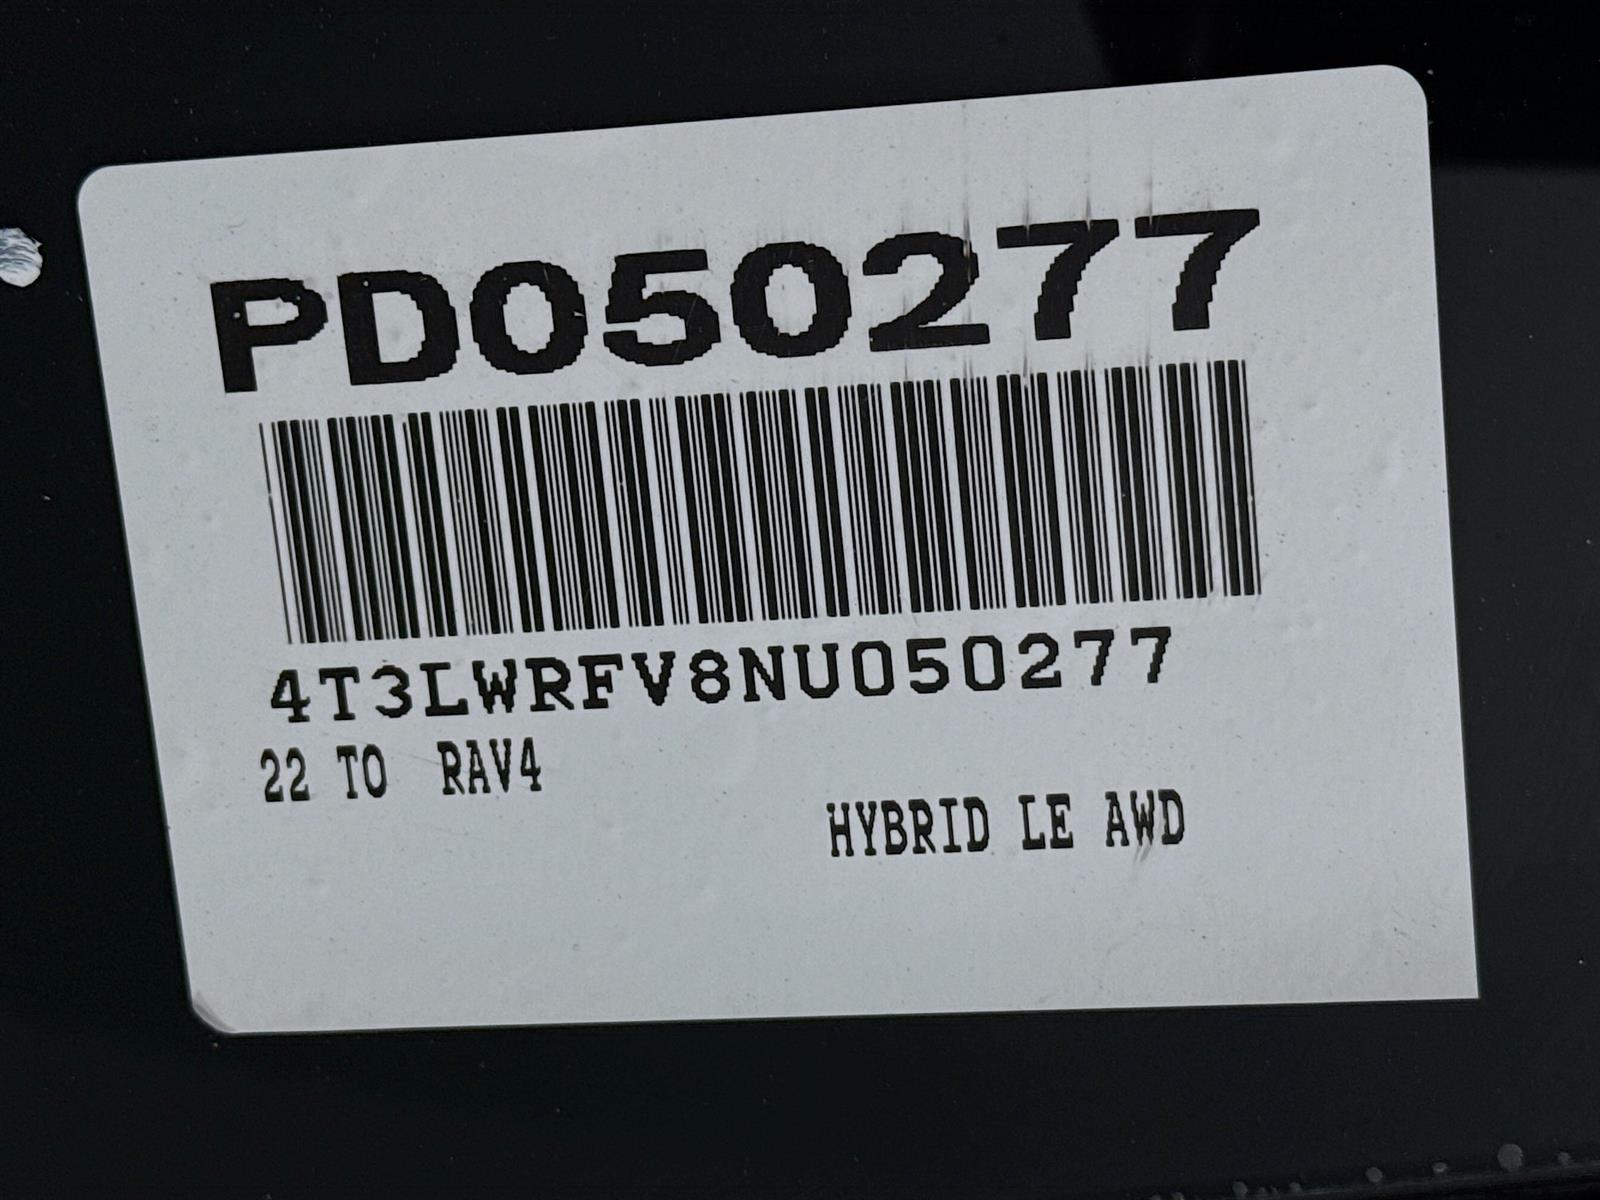 PD050277
4T3LWRFV8NU050277
22 TO RAV4
HYBRID LE AWD